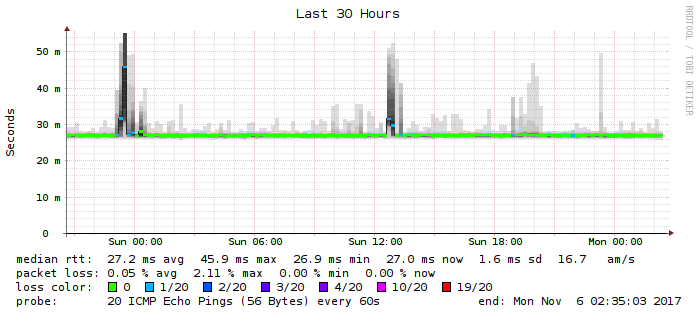 Last 30 Hours
RRDTOOL / TOBI OETIKER
Seconds
50 m
40 m
30 m
20 m
10 m
0
Sun 00:00 Sun 06:00 Sun 12:00 Sun 18:00 Mon 00:00
median rtt: 27.2 ms avg 45.9 ms max 26.9 ms min 27.0 ms now 1.6 ms sd 16.7 am/s
packet loss: 0.05 % avg 2.11 % max 0.00 % min 0.00 % now
loss color: 0 1/20 2/20 3/20 4/20 10/20 19/20
probe: 20 ICMP Echo Pings (56 Bytes) every 60s end: Mon Nov 6 02:35:03 2017